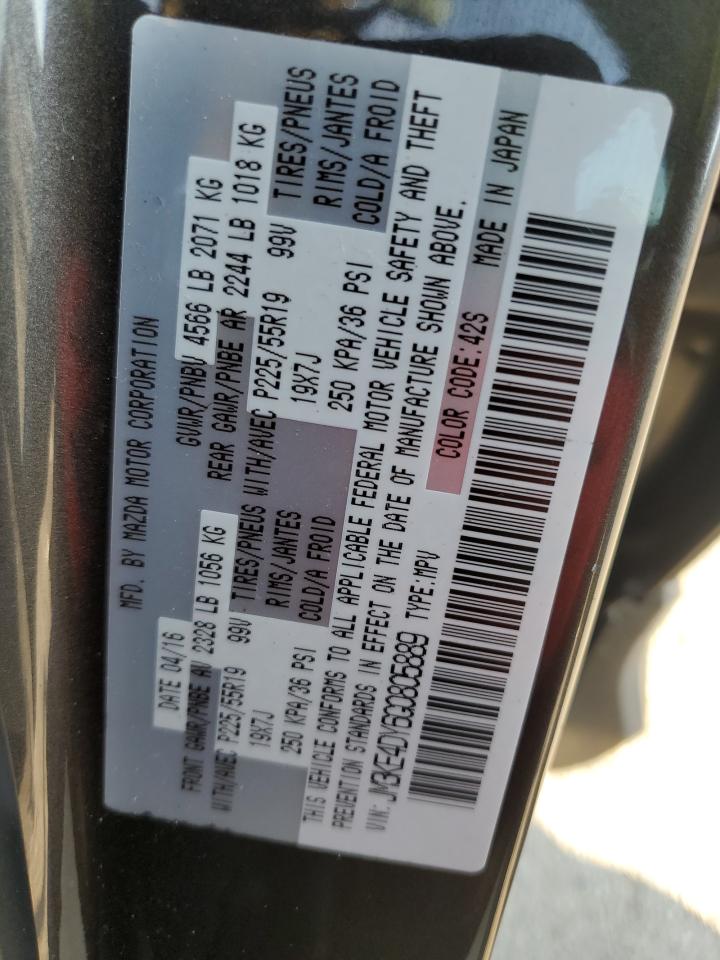 MFD. BY MAZDA MOTOR CORPORATION
DATE 04/16 GVWR/PNBV 4566 LB 2071 KG
FRONT GAWR/PNBE AV 2328 LB 1056 KG REAR GAWR/PNBE AR 2244 LB 1018 KG
WITH/AVEC P225/55R19 99V TIRES/PNEUS WITH/AVEC P225/55R19 99V TIRES/PNEUS
19X7J RIMS/JANTES 19X7J RIMS/JANTES
250 KPA/36 PSI COLD/A FROID 250 KPA/36 PSI COLD/A FROID
THIS VEHICLE CONFORMS TO ALL APPLICABLE FEDERAL MOTOR VEHICLE SAFETY AND THEFT
PREVENTION STANDARDS IN EFFECT ON THE DATE OF MANUFACTURE SHOWN ABOVE.
VIN: JM3KE4DY6G0805889 TYPE:MPV COLOR CODE:42S MADE IN JAPAN